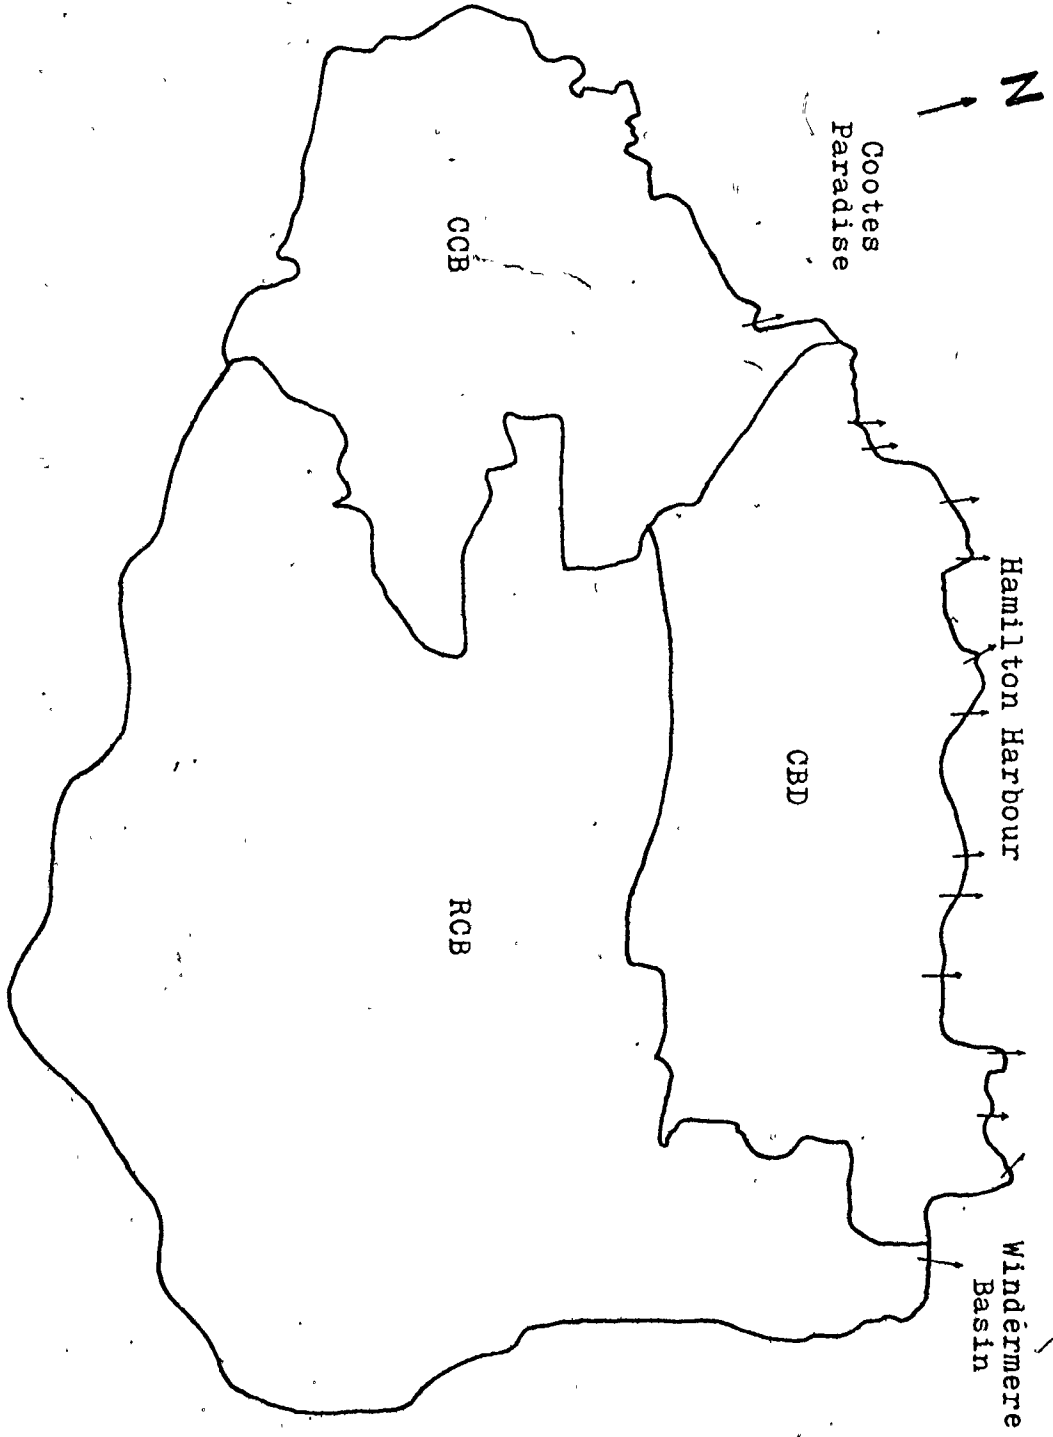 N
Cootes
Paradise
CCB
Hamilton Harbour
CBD
RCB
Windermere
Basin